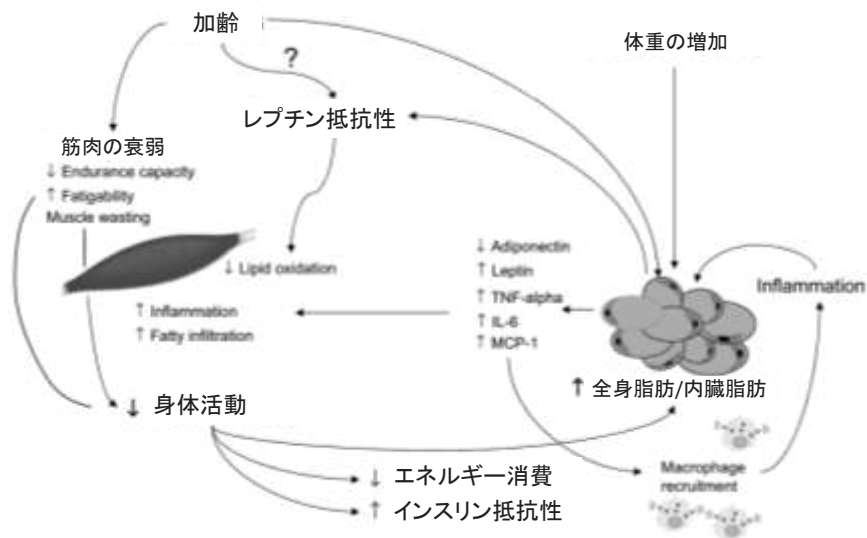 加齢
体重の増加
?
レプチン抵抗性
筋肉の衰弱
↓ Endurance capacity
↑ Fatigability
Muscle wasting
↓ Lipid oxidation
↑ Inflammation
↑ Fatty infiltration
↓ Adiponectin
↑ Leptin
↑ TNF-alpha
↑ IL-6
↑ MCP-1
Inflammation
↑ 全身脂肪/内臓脂肪
↓ 身体活動
Macrophage
recruitment
↓ エネルギー消費
↑ インスリン抵抗性